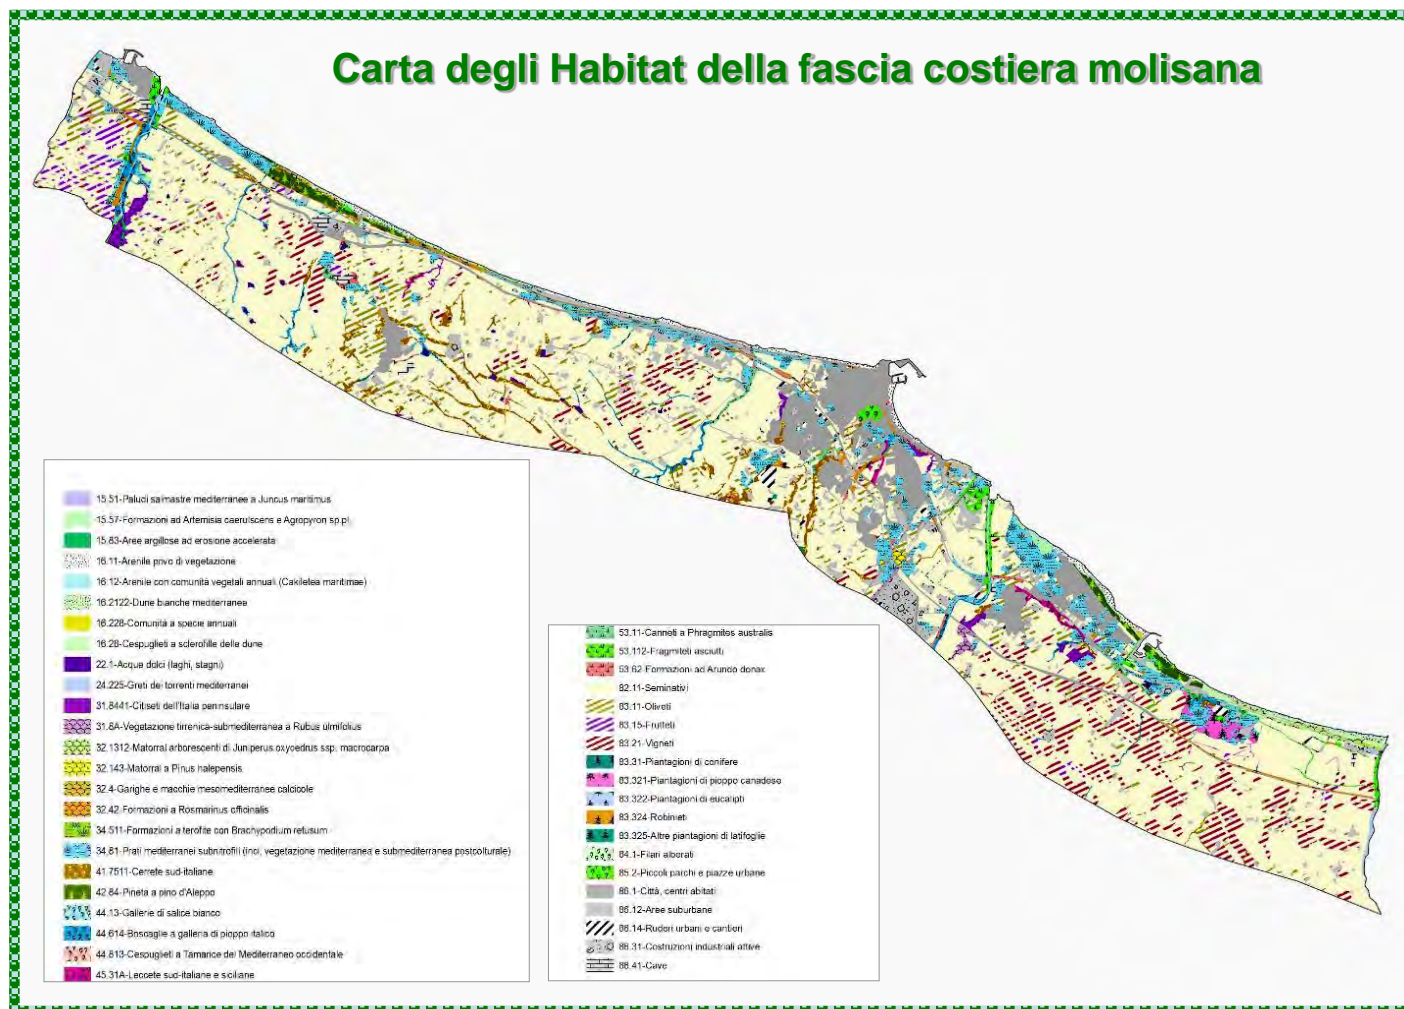 Carta degli Habitat della fascia costiera molisana
15.51-Paludi salmastre mediterranee a Juncus maritimus
15.57-Formazioni ad Artemisia caerulscens e Agropyron sp.pl.
15.83-Aree argillose ad erosione accelerata
16.11-Arenile privo di vegetazione
16.12-Arenile con comunità vegetali annuali (Cakiletea maritimae)
16.2122-Dune bianche mediterranee
16.228-Comunità a specie annuali
16.28-Cespuglieti a sclerofille delle dune
22.1-Acque dolci (laghi, stagni)
24.225-Greti dei torrenti mediterranei
31.8441-Citiseti dell'Italia peninsulare
31.8A-Vegetazione tirrenica-submediterranea a Rubus ulmifolius
32.1312-Matorral arborescenti di Juniperus oxycedrus ssp. macrocarpa
32.143-Matorral a Pinus halepensis
32.4-Garighe e macchie mesomediterranee calcicole
32.42-Formazioni a Rosmarinus officinalis
34.511-Formazioni a terofite con Brachypodium retusum
34.81-Prati mediterranei subnitrofili (incl. vegetazione mediterranea e submediterranea postcolturale)
41.7511-Cerrete sud-italiane
42.84-Pineta a pino d'Aleppo
44.13-Gallerie di salice bianco
44.614-Boscaglie a galleria di pioppo italico
44.813-Cespuglieti a Tamarice del Mediterraneo occidentale
45.31A-Leccete sud-italiane e siciliane
53.11-Canneti a Phragmites australis
53.112-Fragmiteti asciutti
53.62-Formazioni ad Arundo donax
82.11-Seminativi
83.11-Oliveti
83.15-Frutteti
83.21-Vigneti
83.31-Piantagioni di conifere
83.321-Piantagioni di pioppo canadese
83.322-Piantagioni di eucalipti
83.324-Robinieti
83.325-Altre piantagioni di latifoglie
84.1-Filari alborati
85.2-Piccoli parchi e piazze urbane
86.1-Città, centri abitati
86.12-Aree suburbane
86.14-Ruderi urbani e cantieri
86.31-Costruzioni industriali attive
86.41-Cave